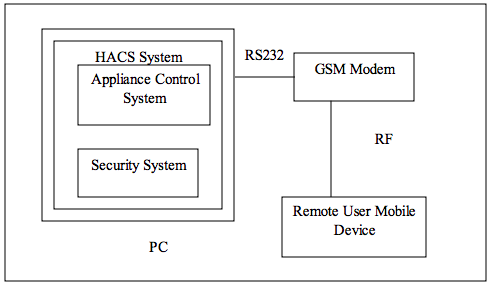 HACS System
Appliance Control
System
Security System
PC
RS232
GSM Modem
RF
Remote User Mobile
Device